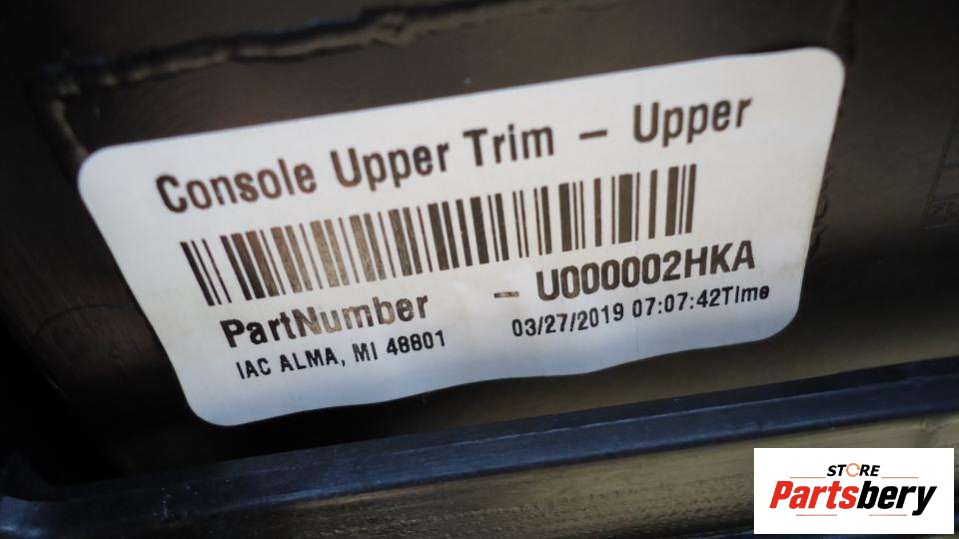 Console Upper Trim – Upper
PartNumber – U000002HKA
IAC ALMA, MI 48801 03/27/2019 07:07:42Time
STORE
Partsbery